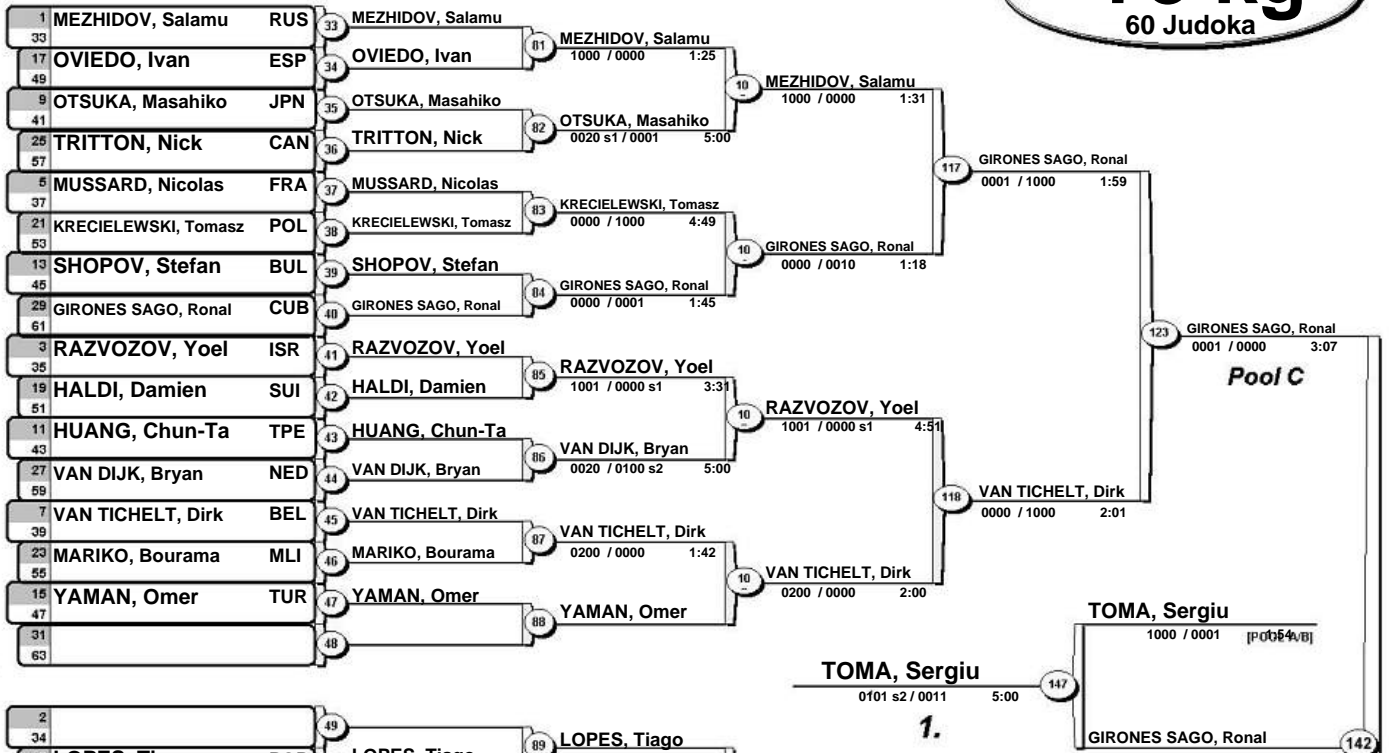 60 Judoka
1 MEZHIDOV, Salamu RUS
33
17 OVIEDO, Ivan ESP
49
9 OTSUKA, Masahiko JPN
41
25 TRITTON, Nick CAN
57
5 MUSSARD, Nicolas FRA
37
21 KRECIELEWSKI, Tomasz POL
53
13 SHOPOV, Stefan BUL
45
29 GIRONES SAGO, Ronal CUB
61
3 RAZVOZOV, Yoel ISR
35
19 HALDI, Damien SUI
51
11 HUANG, Chun-Ta TPE
43
27 VAN DIJK, Bryan NED
59
7 VAN TICHELT, Dirk BEL
39
23 MARIKO, Bourama MLI
55
15 YAMAN, Omer TUR
47
31
63
2
34
33 MEZHIDOV, Salamu
34 OVIEDO, Ivan
35 OTSUKA, Masahiko
36 TRITTON, Nick
37 MUSSARD, Nicolas
38 KRECIELEWSKI, Tomasz
39 SHOPOV, Stefan
40 GIRONES SAGO, Ronal
41 RAZVOZOV, Yoel
42 HALDI, Damien
43 HUANG, Chun-Ta
44 VAN DIJK, Bryan
45 VAN TICHELT, Dirk
46 MARIKO, Bourama
47 YAMAN, Omer
48
49
81 MEZHIDOV, Salamu
1000 / 0000 1:25
82 OTSUKA, Masahiko
0020 s1 / 0001 5:00
83 KRECIELEWSKI, Tomasz
0000 / 1000 4:49
84 GIRONES SAGO, Ronal
0000 / 0001 1:45
85 RAZVOZOV, Yoel
1001 / 0000 s1 3:31
86 VAN DIJK, Bryan
0020 / 0100 s2 5:00
87 VAN TICHELT, Dirk
0200 / 0000 1:42
88 YAMAN, Omer
89 LOPES, Tiago
10 MEZHIDOV, Salamu
1000 / 0000 1:31
10 GIRONES SAGO, Ronal
0000 / 0010 1:18
10 RAZVOZOV, Yoel
1001 / 0000 s1 4:51
10 VAN TICHELT, Dirk
0200 / 0000 2:00
117 GIRONES SAGO, Ronal
0001 / 1000 1:59
118 VAN TICHELT, Dirk
0000 / 1000 2:01
123 GIRONES SAGO, Ronal
0001 / 0000 3:07
Pool C
TOMA, Sergiu
1000 / 0001 1:54 [POOL A/B]
TOMA, Sergiu 147
0101 s2 / 0011 5:00
1.
GIRONES SAGO, Ronal 142